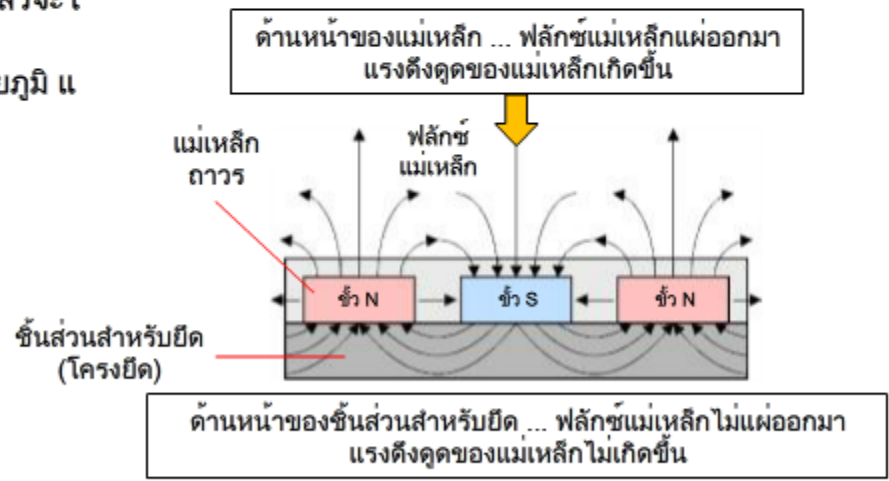 ด้านหน้าของแม่เหล็ก ... ฟลักซ์แม่เหล็กแผ่ออกมา
แรงดึงดูดของแม่เหล็กเกิดขึ้น
ยภูมิ แ
แม่เหล็ก
ถาวร
ฟลักซ์
แม่เหล็ก
ขั้ว N
ขั้ว S
ขั้ว N
ชิ้นส่วนสำหรับยึด
(โครงยึด)
ด้านหน้าของชิ้นส่วนสำหรับยึด ... ฟลักซ์แม่เหล็กไม่แผ่ออกมา
แรงดึงดูดของแม่เหล็กไม่เกิดขึ้น